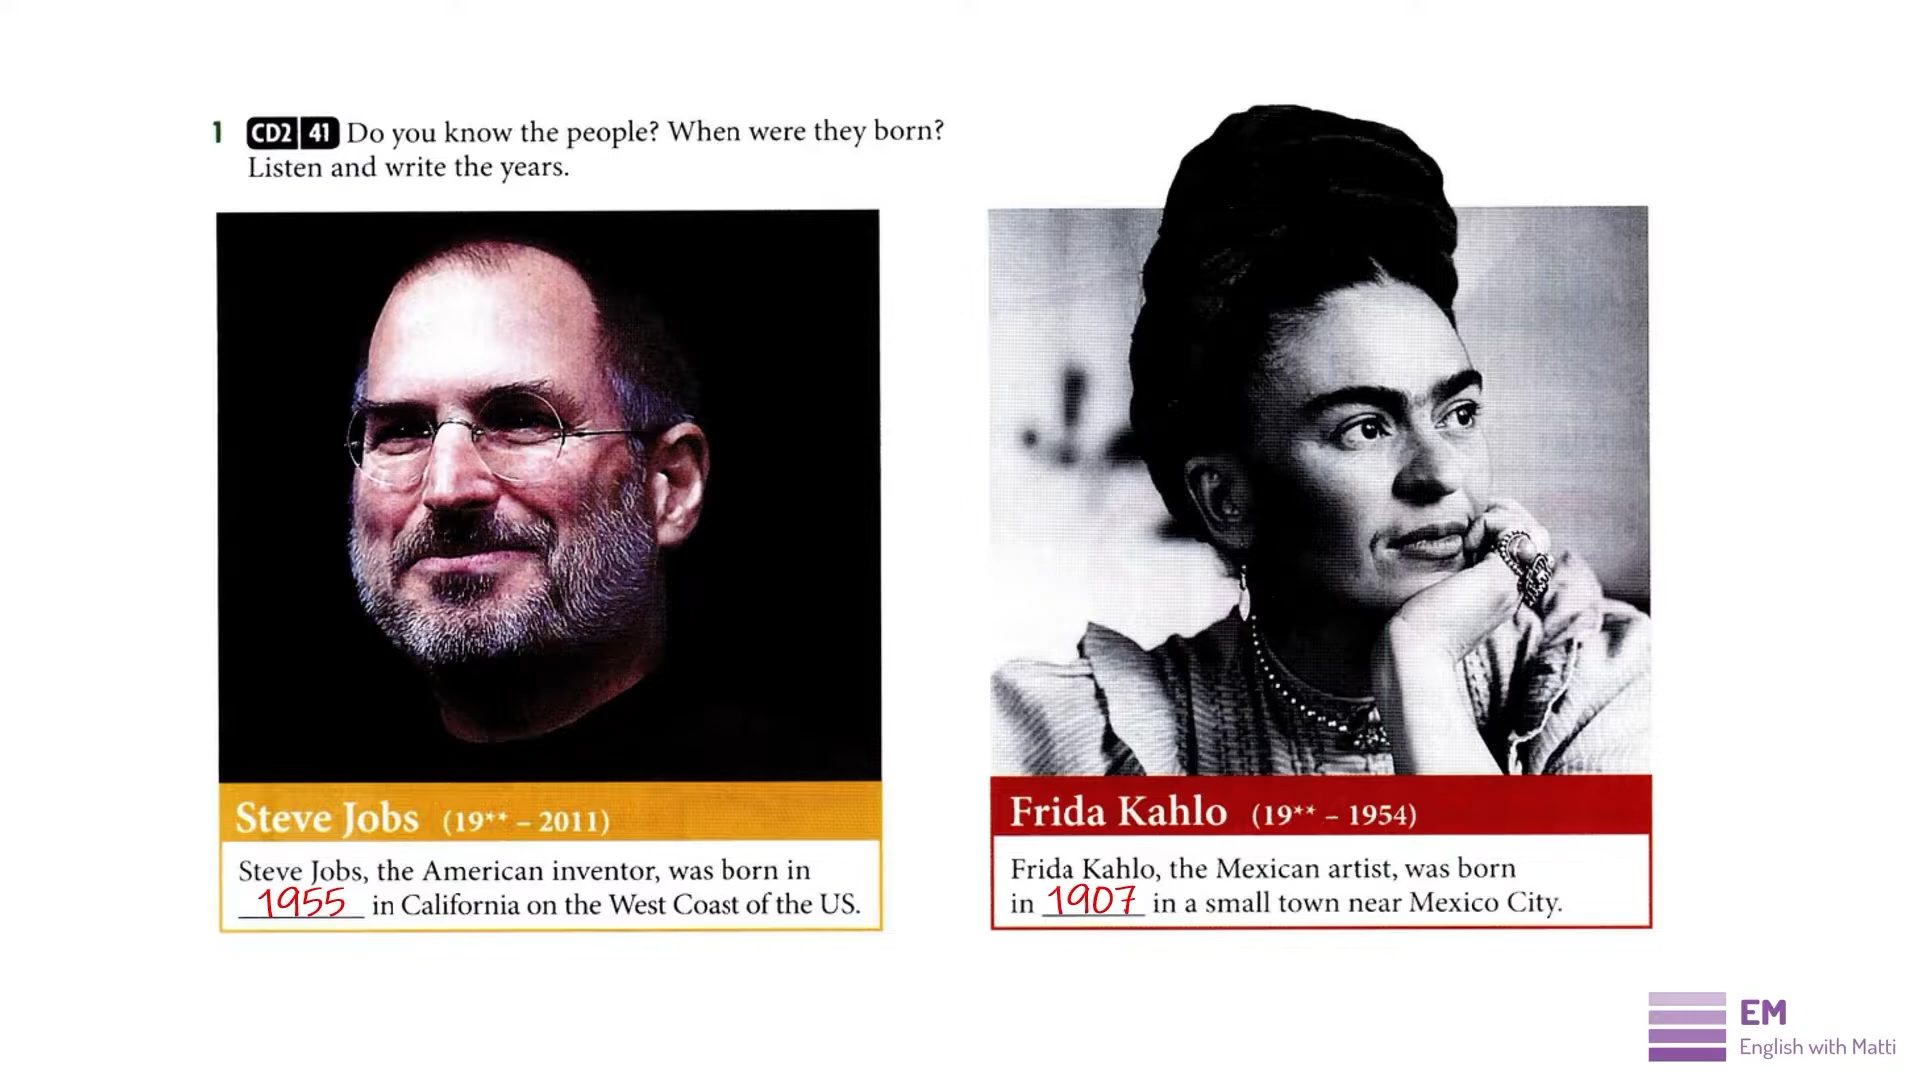 1 CD2 41 Do you know the people? When were they born?
Listen and write the years.
Steve Jobs (19** – 2011)
Steve Jobs, the American inventor, was born in
1955 in California on the West Coast of the US.
Frida Kahlo (19** – 1954)
Frida Kahlo, the Mexican artist, was born
in 1907 in a small town near Mexico City.
EM
English with Matti